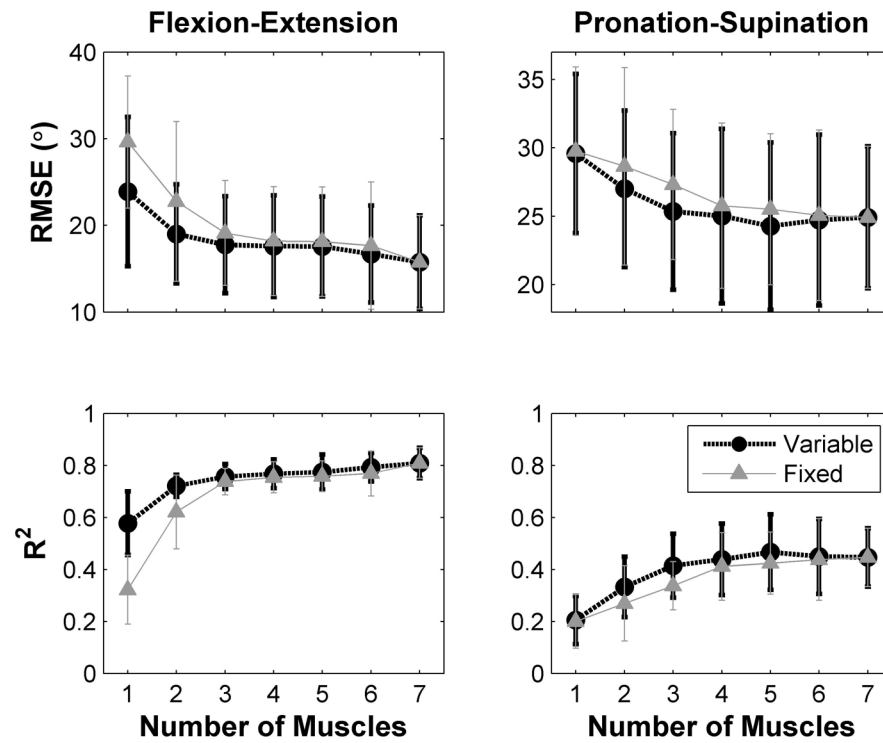 Flexion-Extension
Pronation-Supination
RMSE (°)
40
30
20
10
35
30
25
20
R²
1
0.8
0.6
0.4
0.2
0
1 2 3 4 5 6 7
Number of Muscles
1
0.8
0.6
0.4
0.2
0
Variable
Fixed
1 2 3 4 5 6 7
Number of Muscles